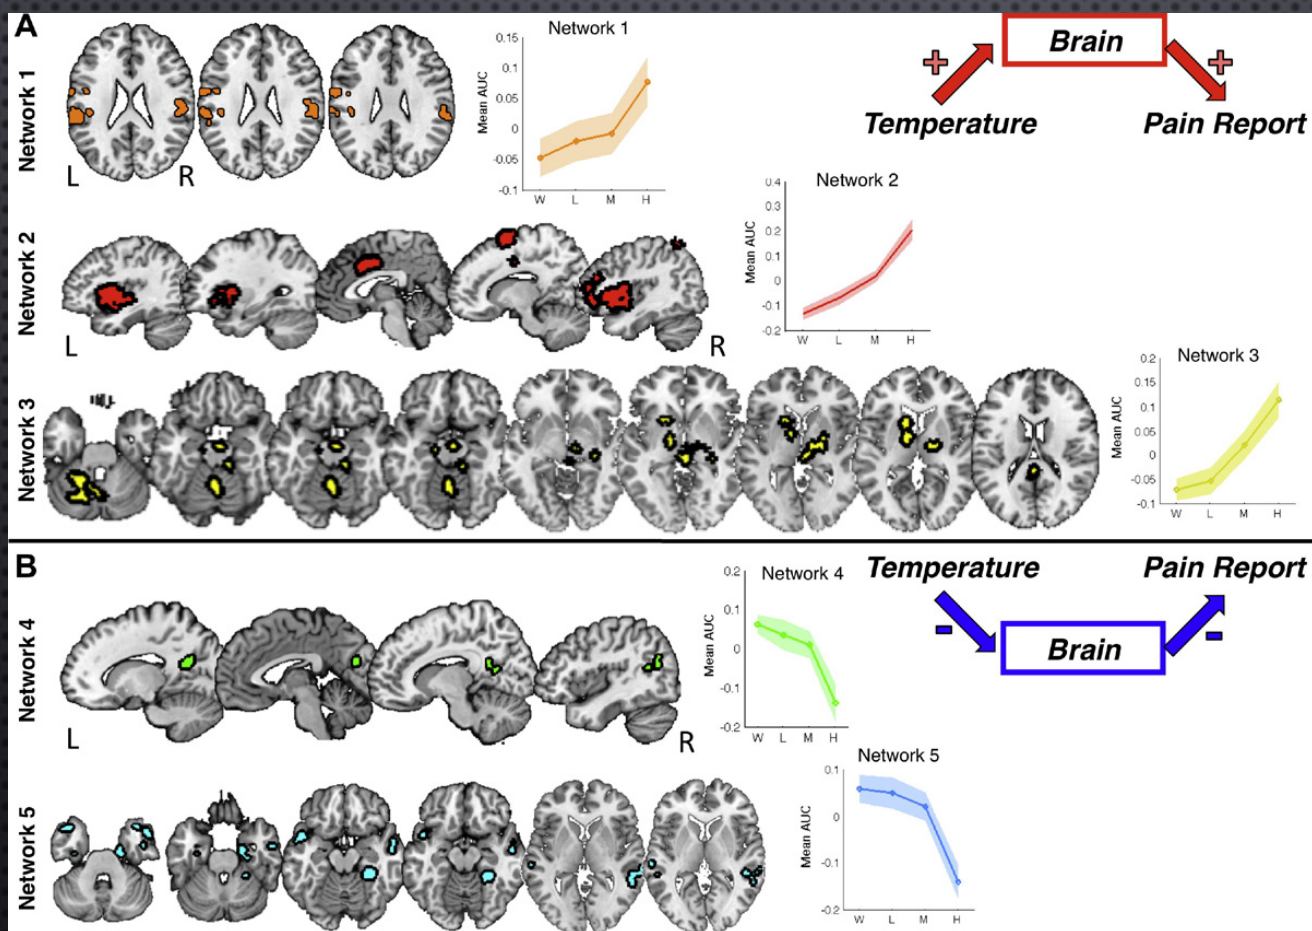 A
Network 1
L
R
Network 1
Mean AUC
0.15
0.1
0.05
0
-0.05
-0.1
W L M H
Brain
+ +
Temperature
Pain Report
Network 2
L
R
Network 2
Mean AUC
0.4
0.3
0.2
0.1
0
-0.1
-0.2
W L M H
Network 3
Network 3
Mean AUC
0.2
0.15
0.1
0.05
0
-0.05
-0.1
W L M H
B
Network 4
L
R
Network 4
Mean AUC
0.2
0.1
0
-0.1
-0.2
W L M H
Temperature
Pain Report
- -
Brain
Network 5
Network 5
Mean AUC
0.1
0
-0.1
-0.2
W L M H